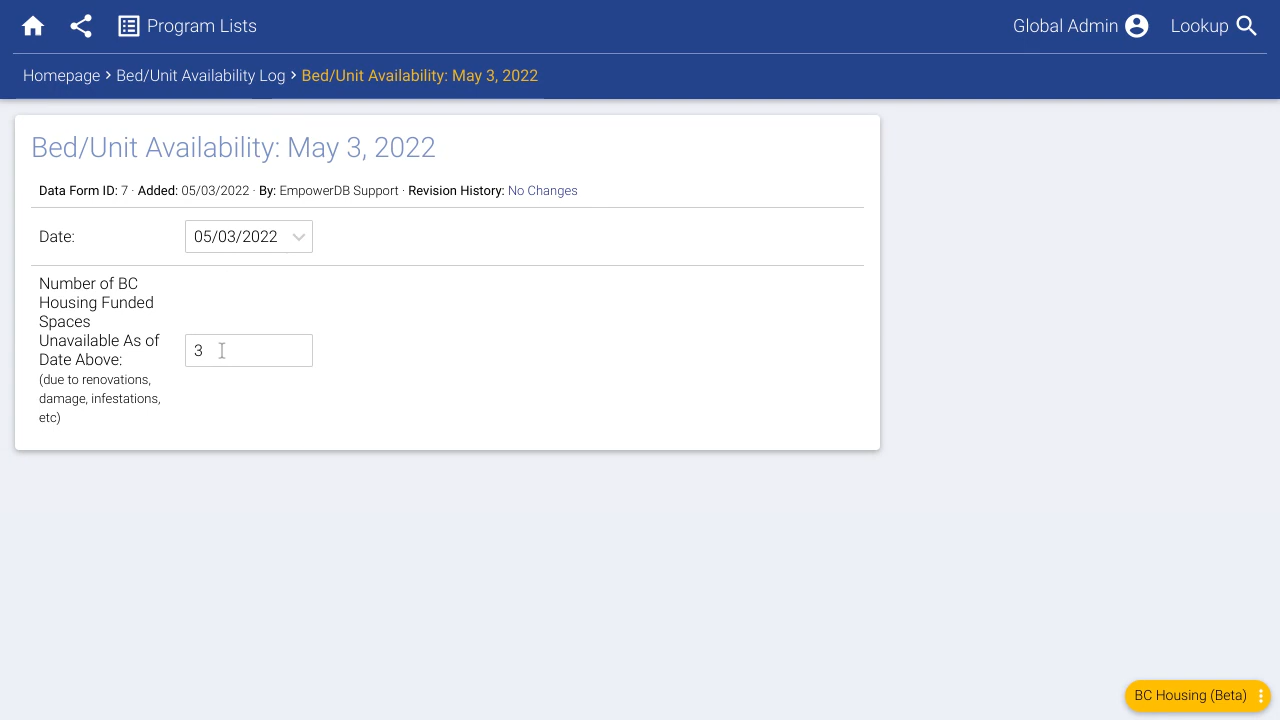 Program Lists
Global Admin
Lookup
Homepage > Bed/Unit Availability Log > Bed/Unit Availability: May 3, 2022
Bed/Unit Availability: May 3, 2022
Data Form ID: 7 · Added: 05/03/2022 · By: EmpowerDB Support · Revision History: No Changes
Date:
05/03/2022
Number of BC
Housing Funded
Spaces
Unavailable As of
Date Above:
(due to renovations,
damage, infestations,
etc)
3
BC Housing (Beta)